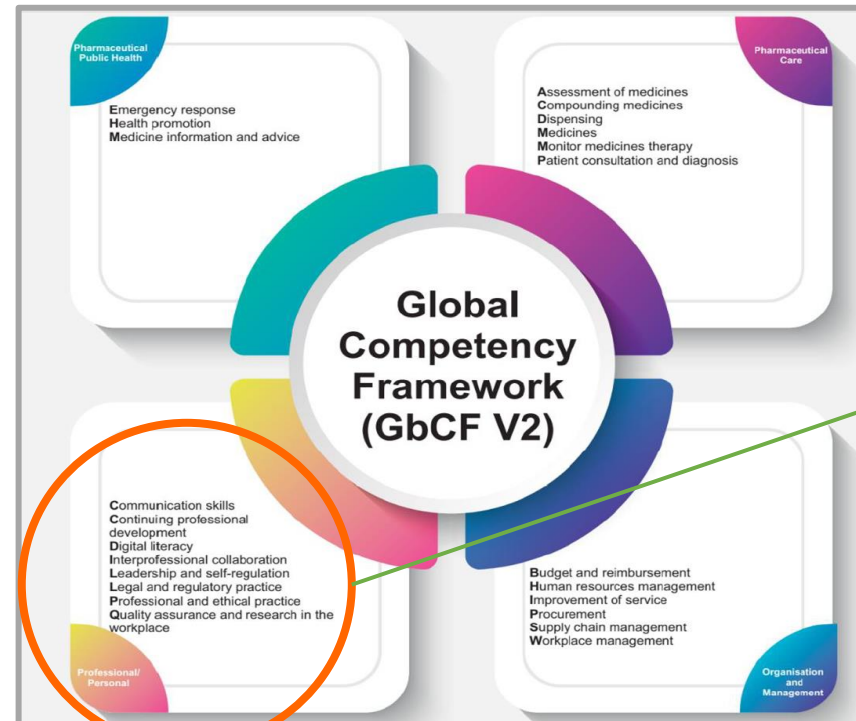 Pharmaceutical
Public Health
Emergency response
Health promotion
Medicine information and advice
Pharmaceutical
Care
Assessment of medicines
Compounding medicines
Dispensing
Medicines
Monitor medicines therapy
Patient consultation and diagnosis
Global
Competency
Framework
(GbCF V2)
Communication skills
Continuing professional
development
Digital literacy
Interprofessional collaboration
Leadership and self-regulation
Legal and regulatory practice
Professional and ethical practice
Quality assurance and research in the
workplace
Professional/
Personal
Budget and reimbursement
Human resources management
Improvement of service
Procurement
Supply chain management
Workplace management
Organisation
and
Management